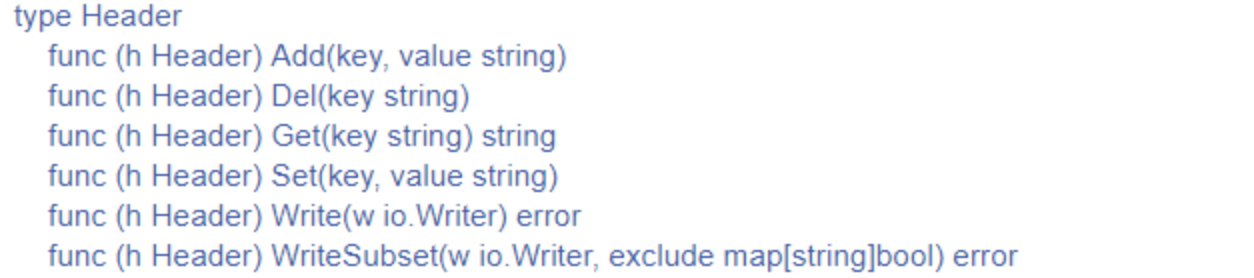 type Header
func (h Header) Add(key, value string)
func (h Header) Del(key string)
func (h Header) Get(key string) string
func (h Header) Set(key, value string)
func (h Header) Write(w io.Writer) error
func (h Header) WriteSubset(w io.Writer, exclude map[string]bool) error